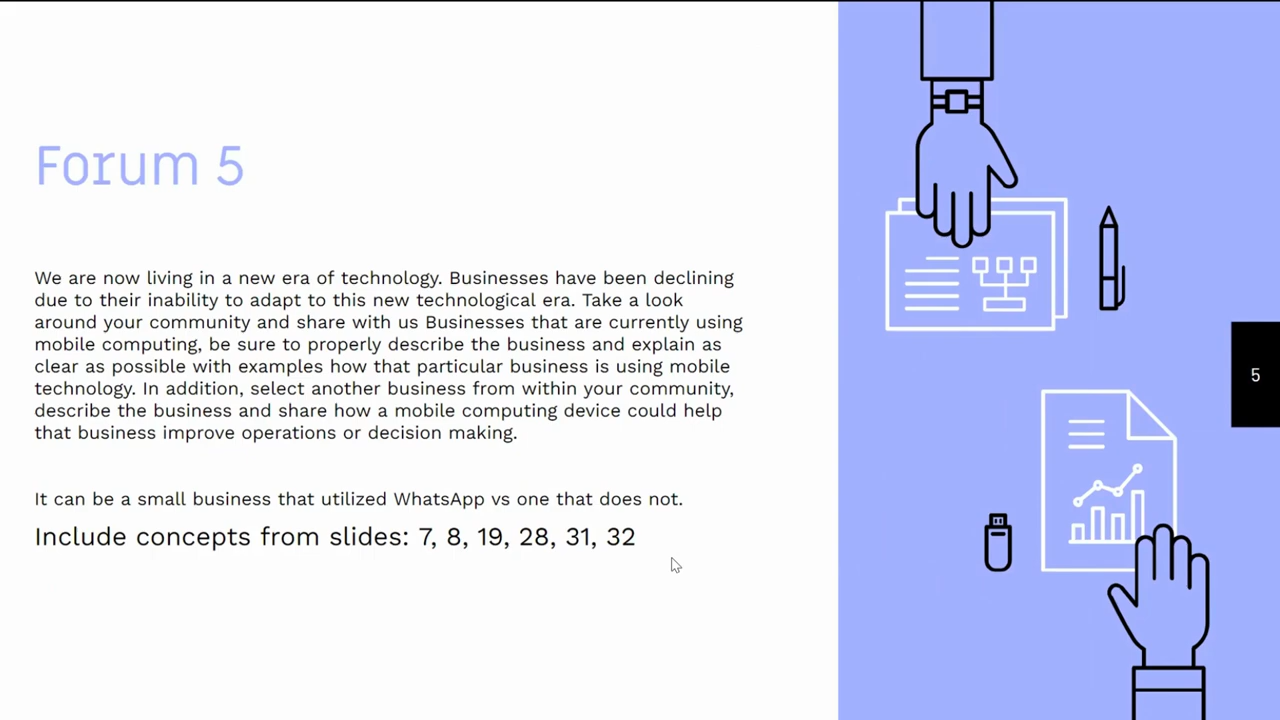 Forum 5
We are now living in a new era of technology. Businesses have been declining
due to their inability to adapt to this new technological era. Take a look
around your community and share with us Businesses that are currently using
mobile computing, be sure to properly describe the business and explain as
clear as possible with examples how that particular business is using mobile
technology. In addition, select another business from within your community,
describe the business and share how a mobile computing device could help
that business improve operations or decision making.
It can be a small business that utilized WhatsApp vs one that does not.
Include concepts from slides: 7, 8, 19, 28, 31, 32
5